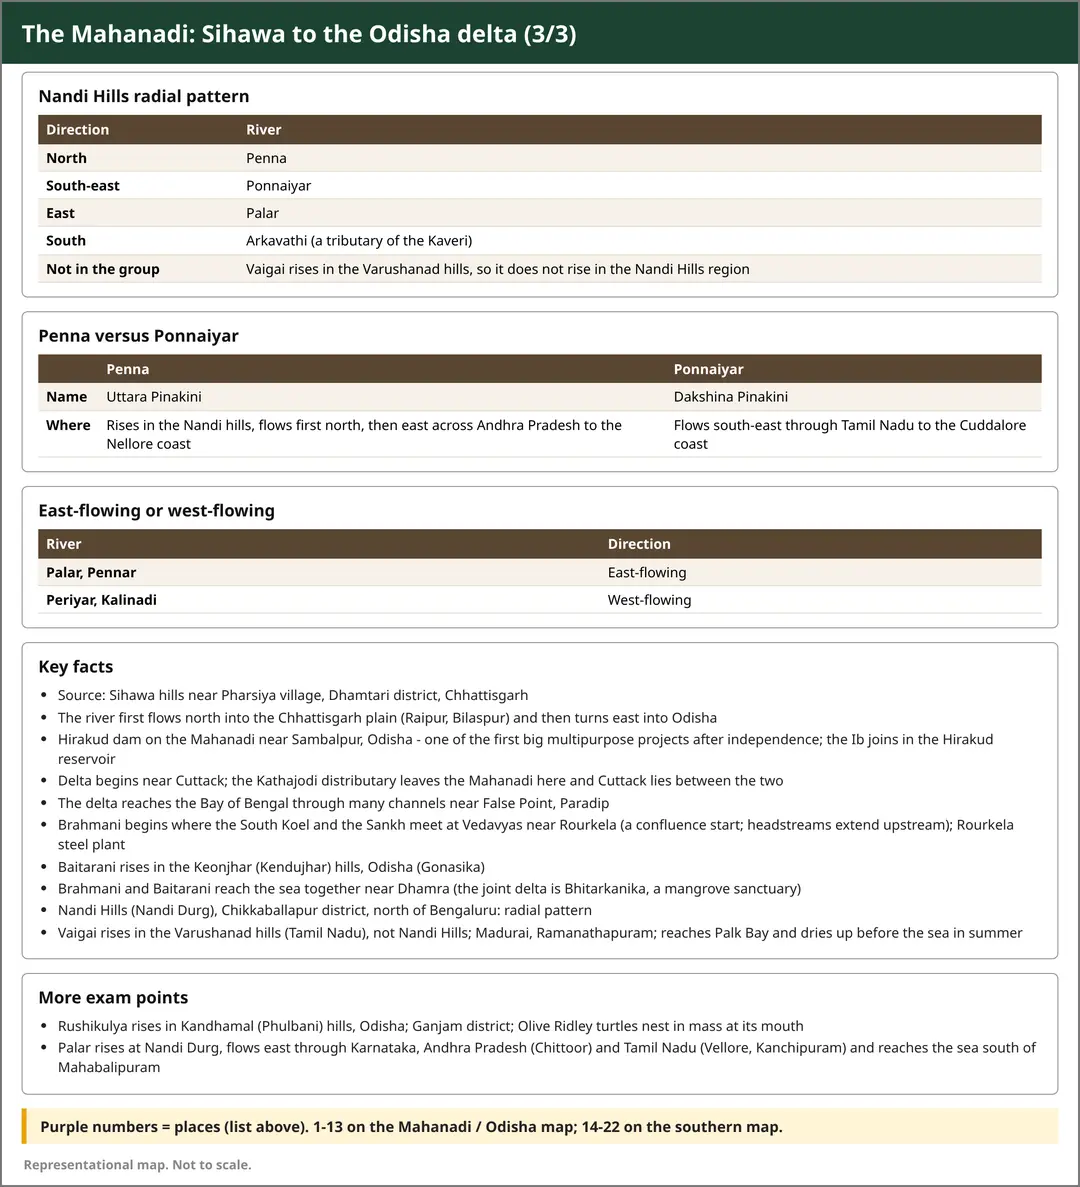 The Mahanadi: Sihawa to the Odisha delta (3/3)
Nandi Hills radial pattern
Direction River
North Penna
South-east Ponnaiyar
East Palar
South Arkavathi (a tributary of the Kaveri)
Not in the group Vaigai rises in the Varushanad hills, so it does not rise in the Nandi Hills region
Penna versus Ponnaiyar
Penna Ponnaiyar
Name Uttara Pinakini Dakshina Pinakini
Where Rises in the Nandi hills, flows first north, then east across Andhra Pradesh to the Flows south-east through Tamil Nadu to the Cuddalore
Nellore coast coast
East-flowing or west-flowing
River Direction
Palar, Pennar East-flowing
Periyar, Kalinadi West-flowing
Key facts
• Source: Sihawa hills near Pharsiya village, Dhamtari district, Chhattisgarh
• The river first flows north into the Chhattisgarh plain (Raipur, Bilaspur) and then turns east into Odisha
• Hirakud dam on the Mahanadi near Sambalpur, Odisha - one of the first big multipurpose projects after independence; the Ib joins in the Hirakud
reservoir
• Delta begins near Cuttack; the Kathajodi distributary leaves the Mahanadi here and Cuttack lies between the two
• The delta reaches the Bay of Bengal through many channels near False Point, Paradip
• Brahmani begins where the South Koel and the Sankh meet at Vedavyas near Rourkela (a confluence start; headstreams extend upstream); Rourkela
steel plant
• Baitarani rises in the Keonjhar (Kendujhar) hills, Odisha (Gonasika)
• Brahmani and Baitarani reach the sea together near Dhamra (the joint delta is Bhitarkanika, a mangrove sanctuary)
• Nandi Hills (Nandi Durg), Chikkaballapur district, north of Bengaluru: radial pattern
• Vaigai rises in the Varushanad hills (Tamil Nadu), not Nandi Hills; Madurai, Ramanathapuram; reaches Palk Bay and dries up before the sea in summer
More exam points
• Rushikulya rises in Kandhamal (Phulbani) hills, Odisha; Ganjam district; Olive Ridley turtles nest in mass at its mouth
• Palar rises at Nandi Durg, flows east through Karnataka, Andhra Pradesh (Chittoor) and Tamil Nadu (Vellore, Kanchipuram) and reaches the sea south of
Mahabalipuram
Purple numbers = places (list above). 1-13 on the Mahanadi / Odisha map; 14-22 on the southern map.
Representational map. Not to scale.